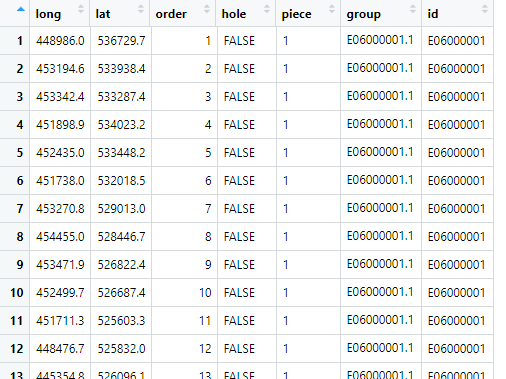 long lat order hole piece group id
1 448986.0 536729.7 1 FALSE 1 E06000001.1 E06000001
2 453194.6 533938.4 2 FALSE 1 E06000001.1 E06000001
3 453342.4 533287.4 3 FALSE 1 E06000001.1 E06000001
4 451898.9 534023.2 4 FALSE 1 E06000001.1 E06000001
5 452435.0 533448.2 5 FALSE 1 E06000001.1 E06000001
6 451738.0 532018.5 6 FALSE 1 E06000001.1 E06000001
7 453270.8 529013.0 7 FALSE 1 E06000001.1 E06000001
8 454455.0 528446.7 8 FALSE 1 E06000001.1 E06000001
9 453471.9 526822.4 9 FALSE 1 E06000001.1 E06000001
10 452499.7 526687.4 10 FALSE 1 E06000001.1 E06000001
11 451711.3 525603.3 11 FALSE 1 E06000001.1 E06000001
12 448476.7 525832.0 12 FALSE 1 E06000001.1 E06000001
13 445354.8 526096.1 13 FALSE 1 E06000001.1 E06000001